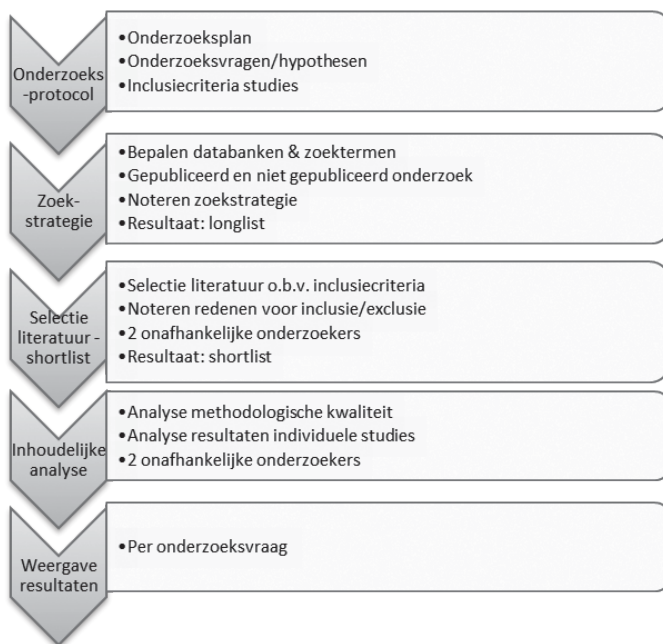 Onderzoeks
-protocol
•Onderzoeksplan
•Onderzoeksvragen/hypothesen
•Inclusiecriteria studies
Zoek-
strategie
•Bepalen databanken & zoektermen
•Gepubliceerd en niet gepubliceerd onderzoek
•Noteren zoekstrategie
•Resultaat: longlist
Selectie
literatuur -
shortlist
•Selectie literatuur o.b.v. inclusiecriteria
•Noteren redenen voor inclusie/exclusie
•2 onafhankelijke onderzoekers
•Resultaat: shortlist
Inhoudelijke
analyse
•Analyse methodologische kwaliteit
•Analyse resultaten individuele studies
•2 onafhankelijke onderzoekers
Weergave
resultaten
•Per onderzoeksvraag